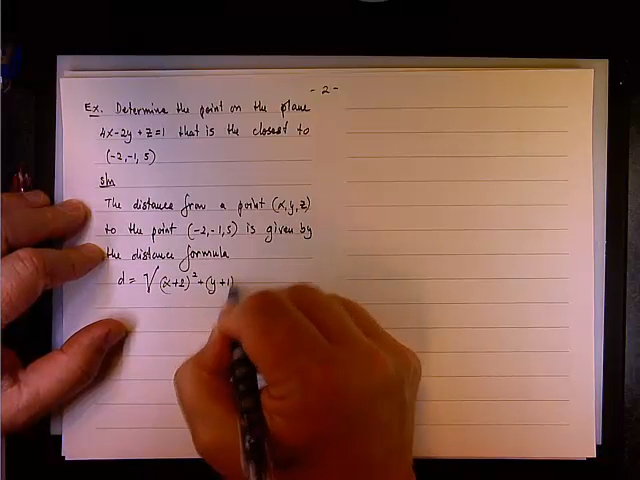 - 2 -
Ex. Determine the point on the plane
4x-2y+z=1 that is the closest to
(-2,-1,5)
Sln
The distance from a point (x,y,z)
to the point (-2,-1,5) is given by
the distance formula
d = √(x+2)²+(y+1)